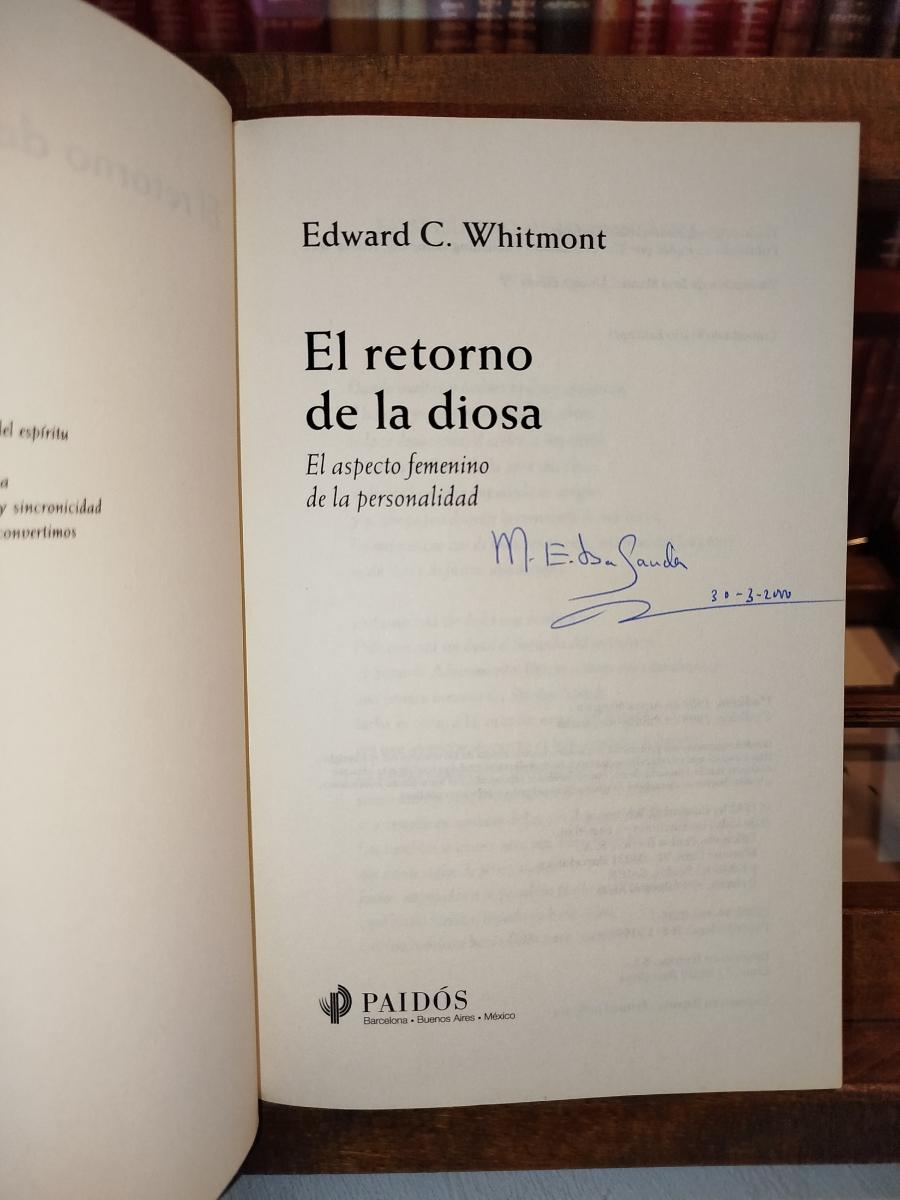 del espíritu
a
y sincronicidad
convertimos
Edward C. Whitmont
El retorno
de la diosa
El aspecto femenino
de la personalidad
M. E.
30-3-2000
PAIDÓS
Barcelona • Buenos Aires • México